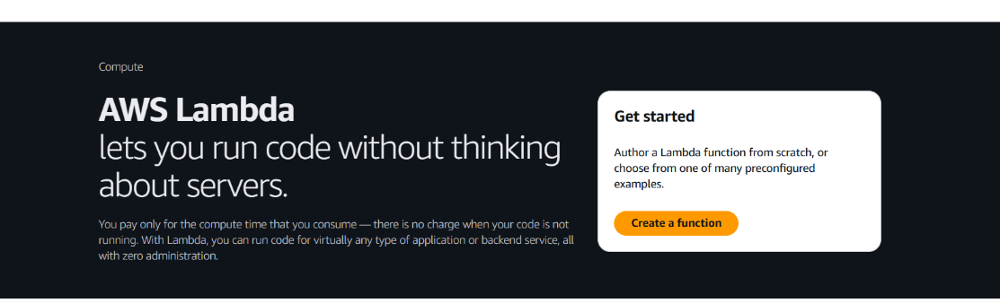 Compute
AWS Lambda
lets you run code without thinking
about servers.
You pay only for the compute time that you consume — there is no charge when your code is not
running. With Lambda, you can run code for virtually any type of application or backend service, all
with zero administration.
Get started
Author a Lambda function from scratch, or
choose from one of many preconfigured
examples.
Create a function